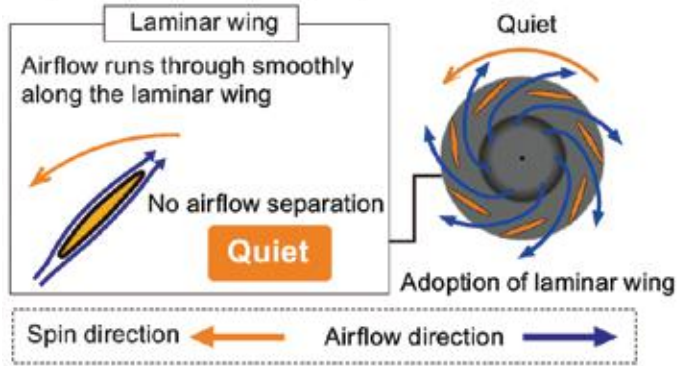 Laminar wing
Airflow runs through smoothly
along the laminar wing
No airflow separation
Quiet
Quiet
Adoption of laminar wing
Spin direction
Airflow direction